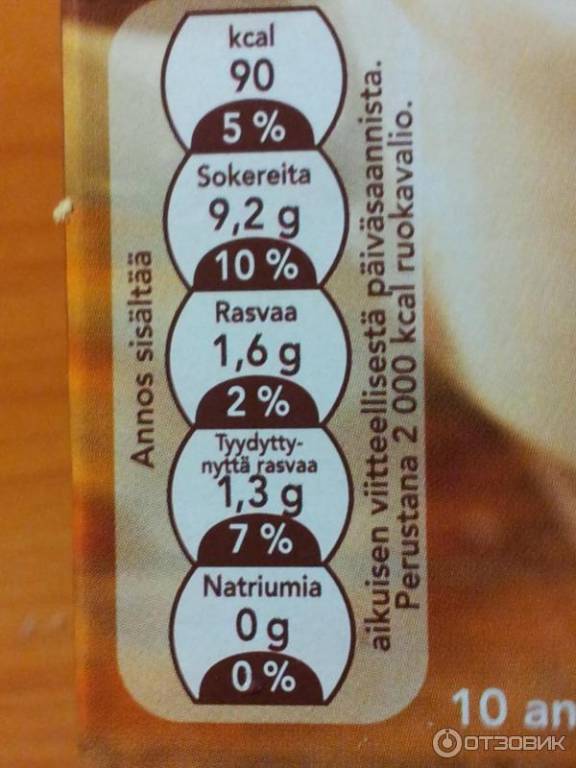 Annos sisältää
kcal
90
5 %
Sokereita
9,2 g
10 %
Rasvaa
1,6 g
2 %
Tyydytty-
nyttä rasvaa
1,3 g
7 %
Natriumia
0 g
0 %
aikuisen viitteellisestä päiväsaannista.
Perustana 2 000 kcal ruokavalio.
10 an
ОТЗОВИК